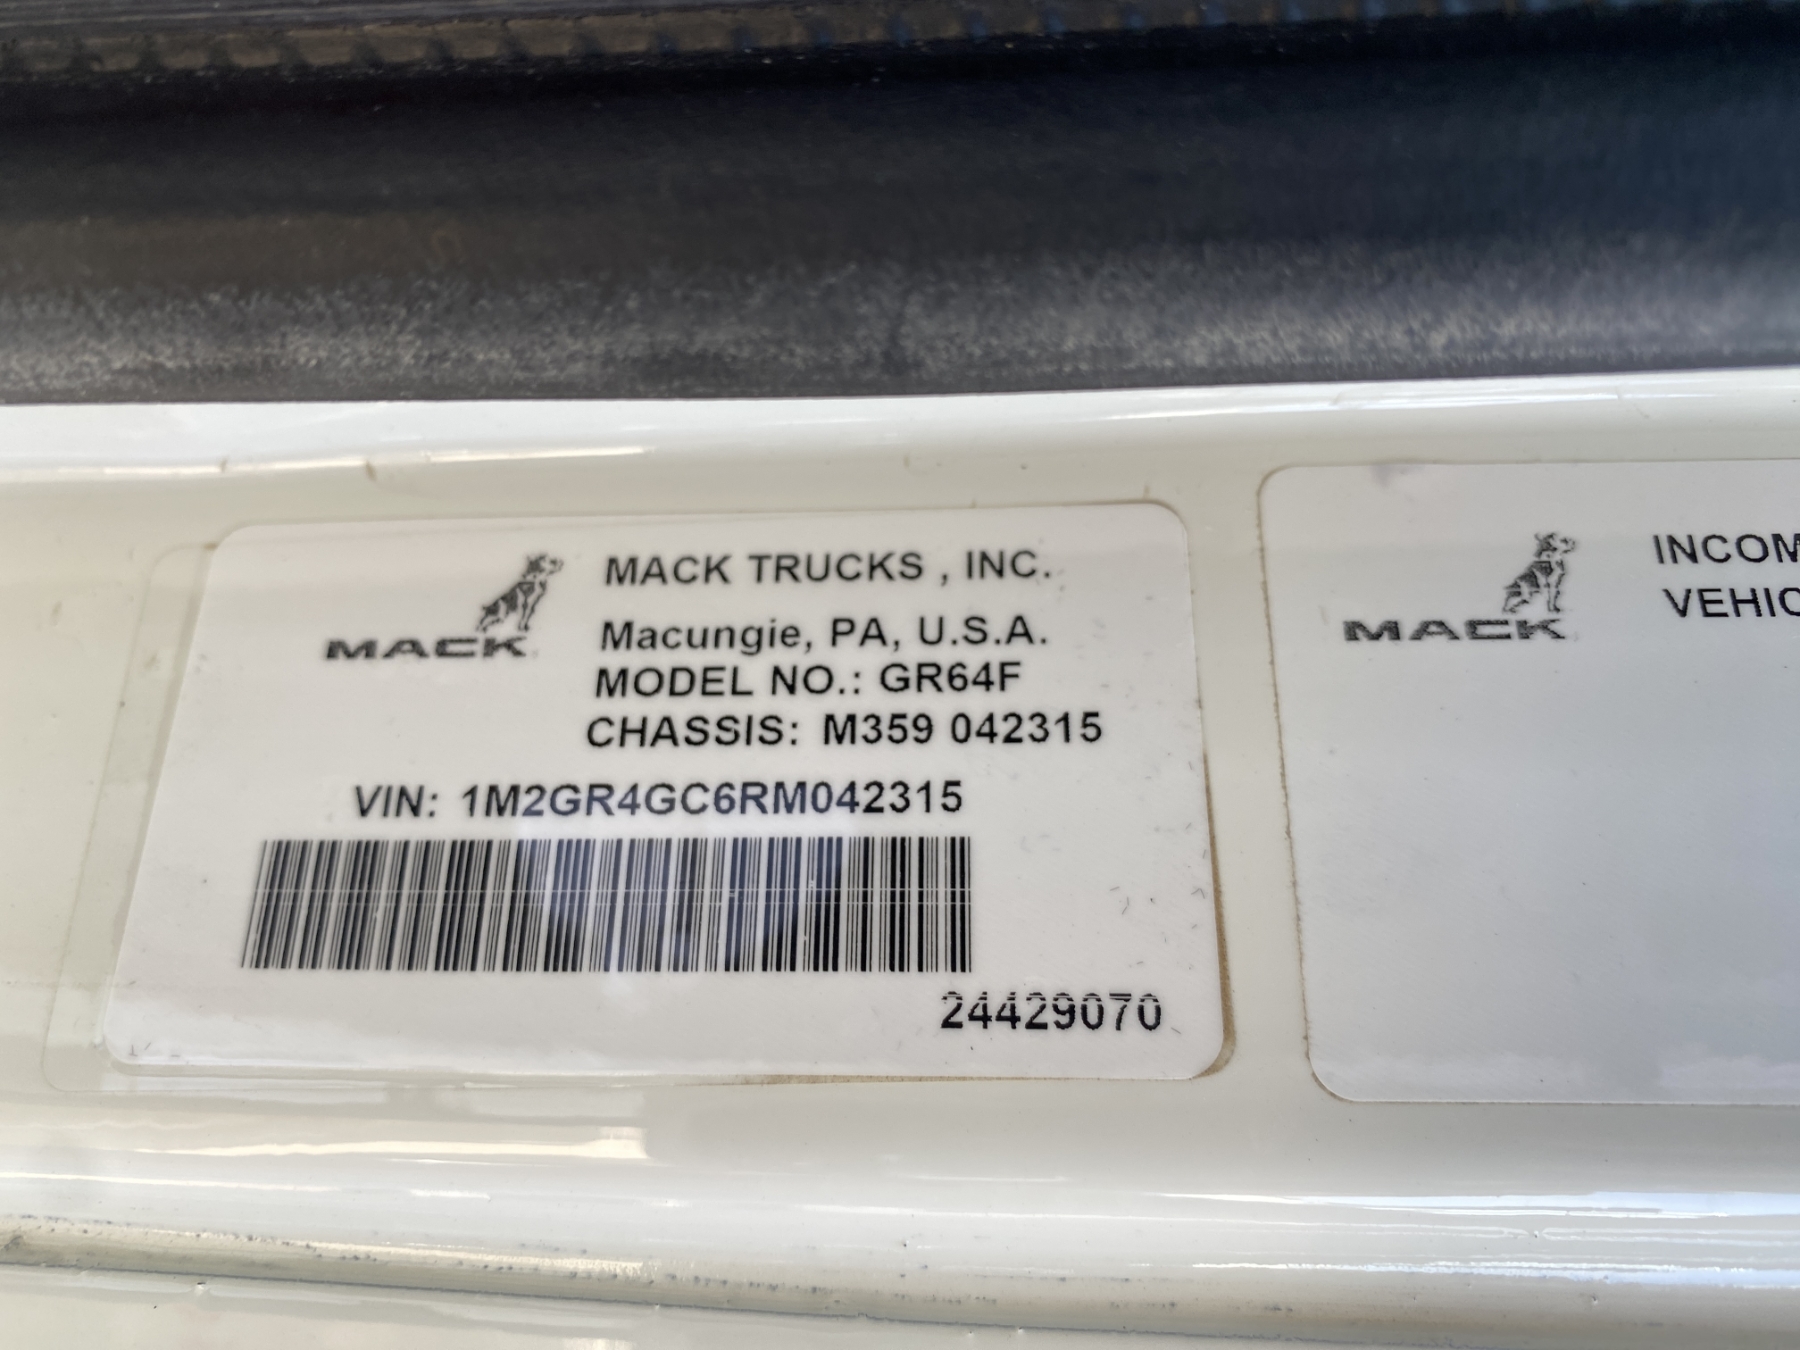 MACK
MACK TRUCKS , INC.
Macungie, PA, U.S.A.
MODEL NO.: GR64F
CHASSIS: M359 042315
VIN: 1M2GR4GC6RM042315
24429070
MACK
INCOM
VEHIC